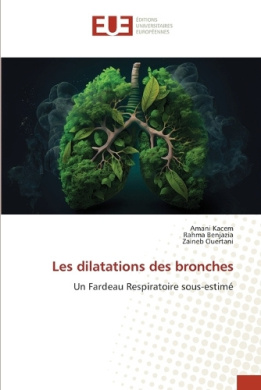 EUE
ÉDITIONS
UNIVERSITAIRES
EUROPÉENNES
Amani Kacem
Rahma Benjazia
Zaineb Ouertani
Les dilatations des bronches
Un Fardeau Respiratoire sous-estimé